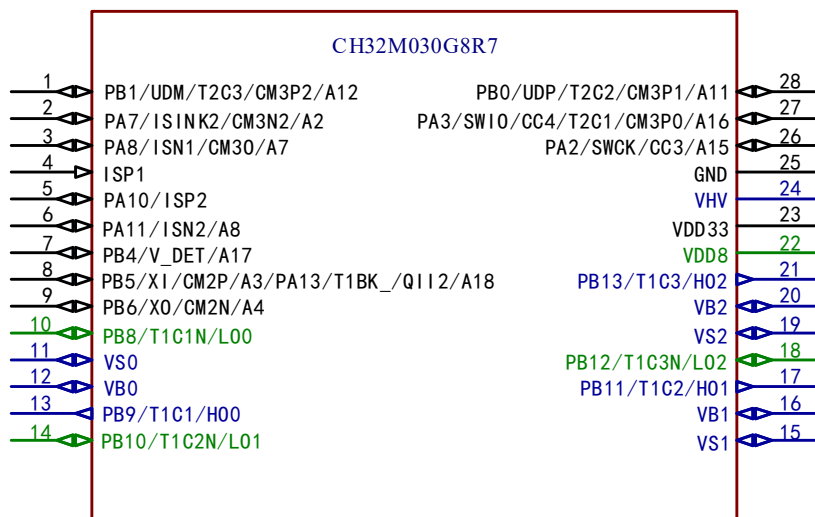 CH32M030G8R7
1 PB1/UDM/T2C3/CM3P2/A12 PB0/UDP/T2C2/CM3P1/A11 28
2 PA7/ISINK2/CM3N2/A2 PA3/SWIO/CC4/T2C1/CM3P0/A16 27
3 PA8/ISN1/CM3O/A7 PA2/SWCK/CC3/A15 26
4 ISP1 GND 25
5 PA10/ISP2 VHV 24
6 PA11/ISN2/A8 VDD33 23
7 PB4/V_DET/A17 VDD8 22
8 PB5/XI/CM2P/A3/PA13/T1BK_/QII2/A18 PB13/T1C3/HO2 21
9 PB6/XO/CM2N/A4 VB2 20
10 PB8/T1C1N/LO0 VS2 19
11 VS0 PB12/T1C3N/LO2 18
12 VB0 PB11/T1C2/HO1 17
13 PB9/T1C1/HO0 VB1 16
14 PB10/T1C2N/LO1 VS1 15